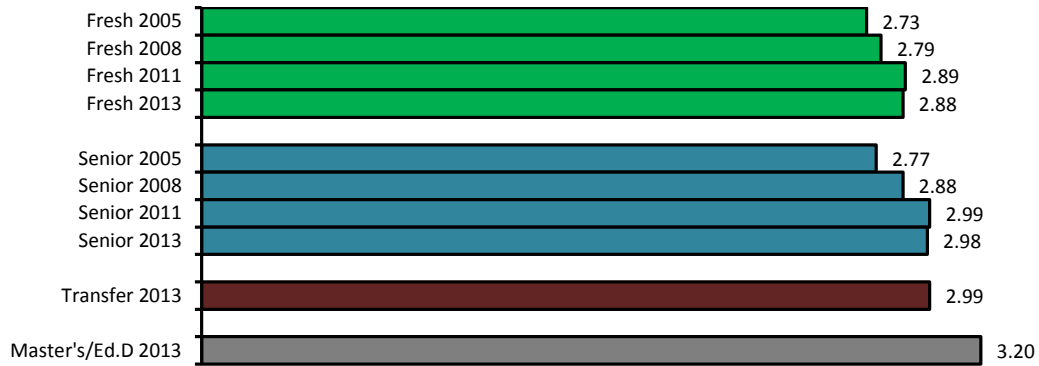 Fresh 2005 2.73
Fresh 2008 2.79
Fresh 2011 2.89
Fresh 2013 2.88
Senior 2005 2.77
Senior 2008 2.88
Senior 2011 2.99
Senior 2013 2.98
Transfer 2013 2.99
Master's/Ed.D 2013 3.20